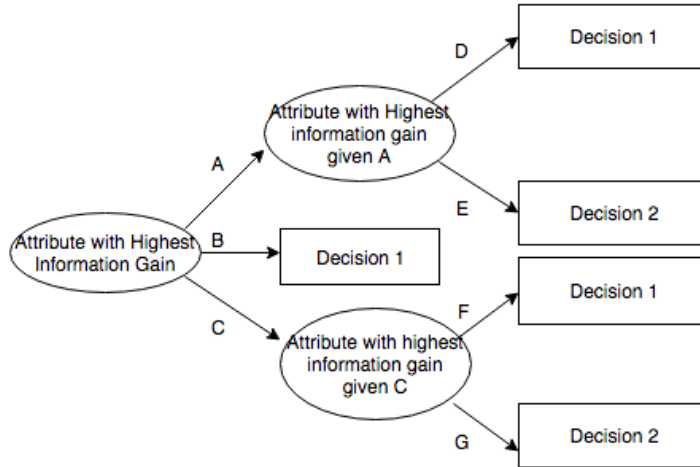 Decision 1
D
Attribute with Highest
information gain
given A
A
E
Decision 2
Attribute with Highest
Information Gain
B
Decision 1
C
Decision 1
F
Attribute with highest
information gain
given C
G
Decision 2